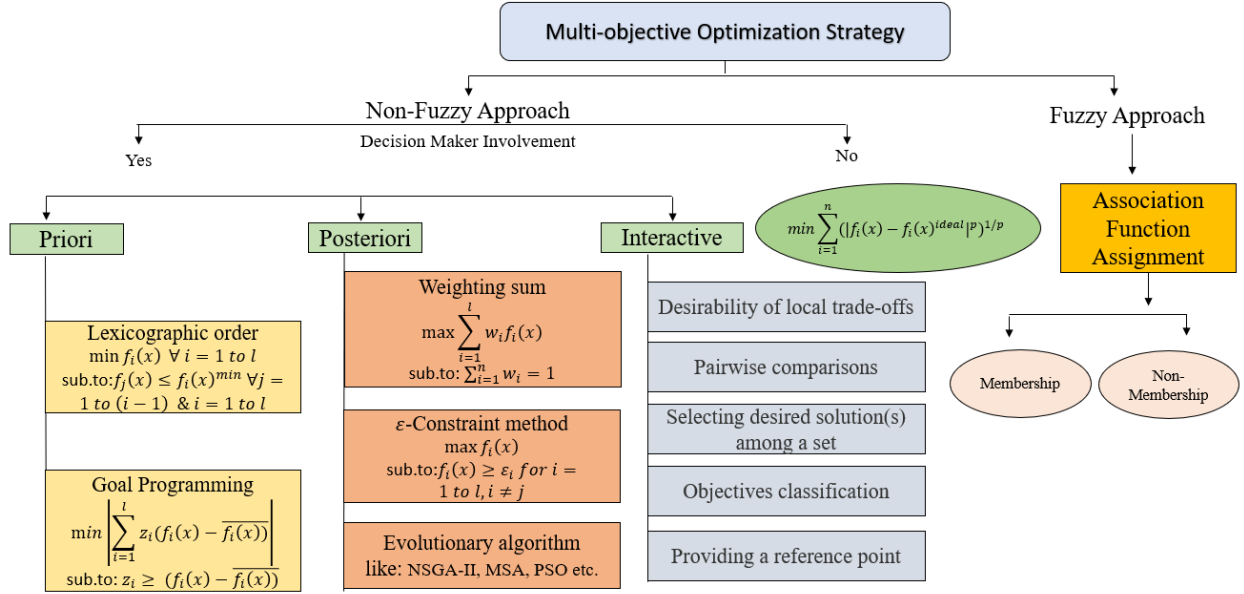 Multi-objective Optimization Strategy
Non-Fuzzy Approach
Decision Maker Involvement
Yes
No
Fuzzy Approach
Priori
Lexicographic order
min f_i(x) ∀ i = 1 to l
sub.to: f_j(x) ≤ f_i(x)^{min} ∀j =
1 to (i − 1) & i = 1 to l
Goal Programming
min |∑_{i=1}^{l} z_i(f_i(x) − \overline{f_i(x)})|
sub.to: z_i ≥ (f_i(x) − \overline{f_i(x)})
Posteriori
Weighting sum
max ∑_{i=1}^{l} w_i f_i(x)
sub.to: ∑_{i=1}^{n} w_i = 1
ε-Constraint method
max f_i(x)
sub.to: f_i(x) ≥ ε_i for i =
1 to l, i ≠ j
Evolutionary algorithm
like: NSGA-II, MSA, PSO etc.
Interactive
Desirability of local trade-offs
Pairwise comparisons
Selecting desired solution(s)
among a set
Objectives classification
Providing a reference point
min ∑_{i=1}^{n} (|f_i(x) − f_i(x)^{ideal}|^p)^{1/p}
Association
Function
Assignment
Membership
Non-
Membership